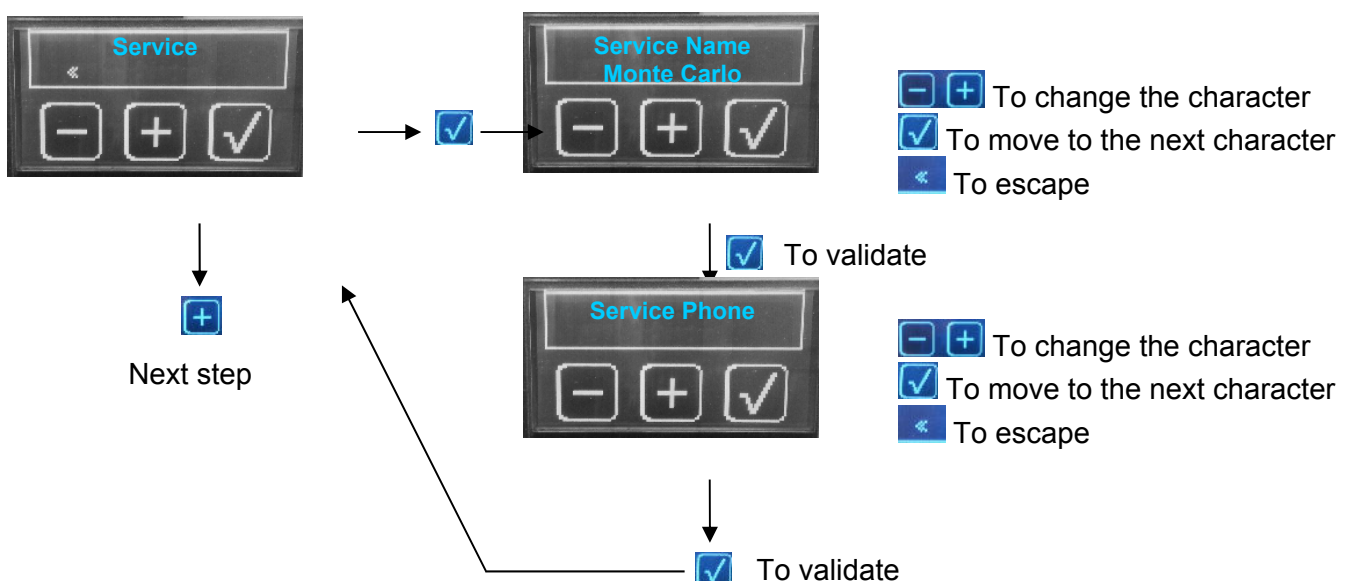 Service
«
− + √
Service Name
Monte Carlo
− + √
√
− + To change the character
√ To move to the next character
« To escape
√ To validate
+
Next step
Service Phone
− + √
− + To change the character
√ To move to the next character
« To escape
√ To validate